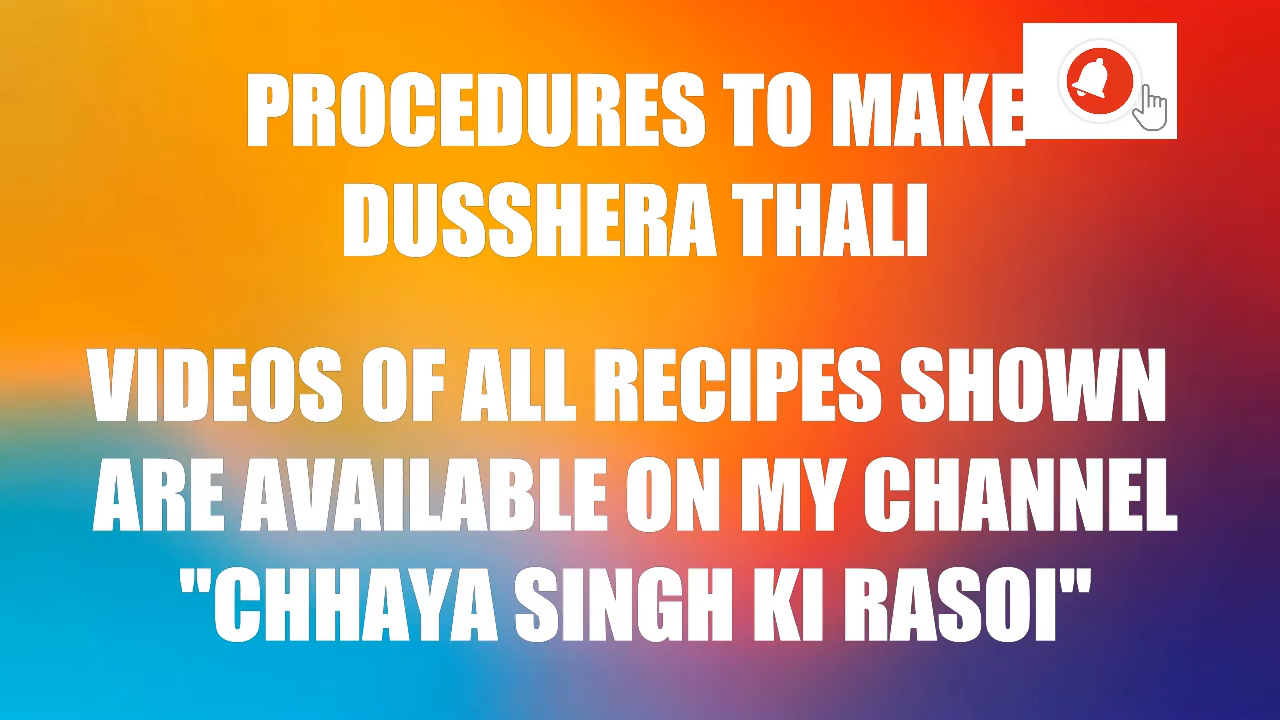 PROCEDURES TO MAKE
DUSSHERA THALI
VIDEOS OF ALL RECIPES SHOWN
ARE AVAILABLE ON MY CHANNEL
"CHHAYA SINGH KI RASOI"